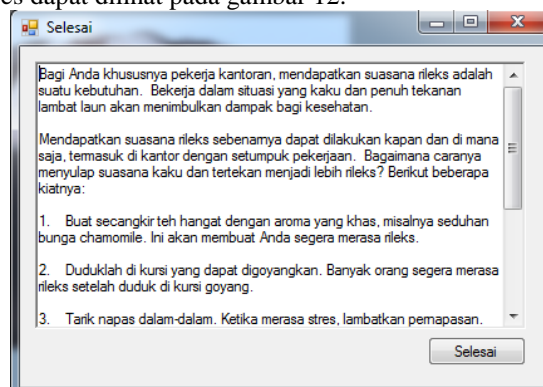 es dapat dilihat pada gambar 12.
Selesai
Bagi Anda khususnya pekerja kantoran, mendapatkan suasana rileks adalah
suatu kebutuhan.  Bekerja dalam situasi yang kaku dan penuh tekanan
lambat laun akan menimbulkan dampak bagi kesehatan.
Mendapatkan suasana rileks sebenarnya dapat dilakukan kapan dan di mana
saja, termasuk di kantor dengan setumpuk pekerjaan.  Bagaimana caranya
menyulap suasana kaku dan tertekan menjadi lebih rileks? Berikut beberapa
kiatnya:
1.    Buat secangkir teh hangat dengan aroma yang khas, misalnya seduhan
bunga chamomile. Ini akan membuat Anda segera merasa rileks.
2.    Duduklah di kursi yang dapat digoyangkan. Banyak orang segera merasa
rileks setelah duduk di kursi goyang.
3.    Tarik napas dalam-dalam. Ketika merasa stres, lambatkan pernapasan.
Selesai